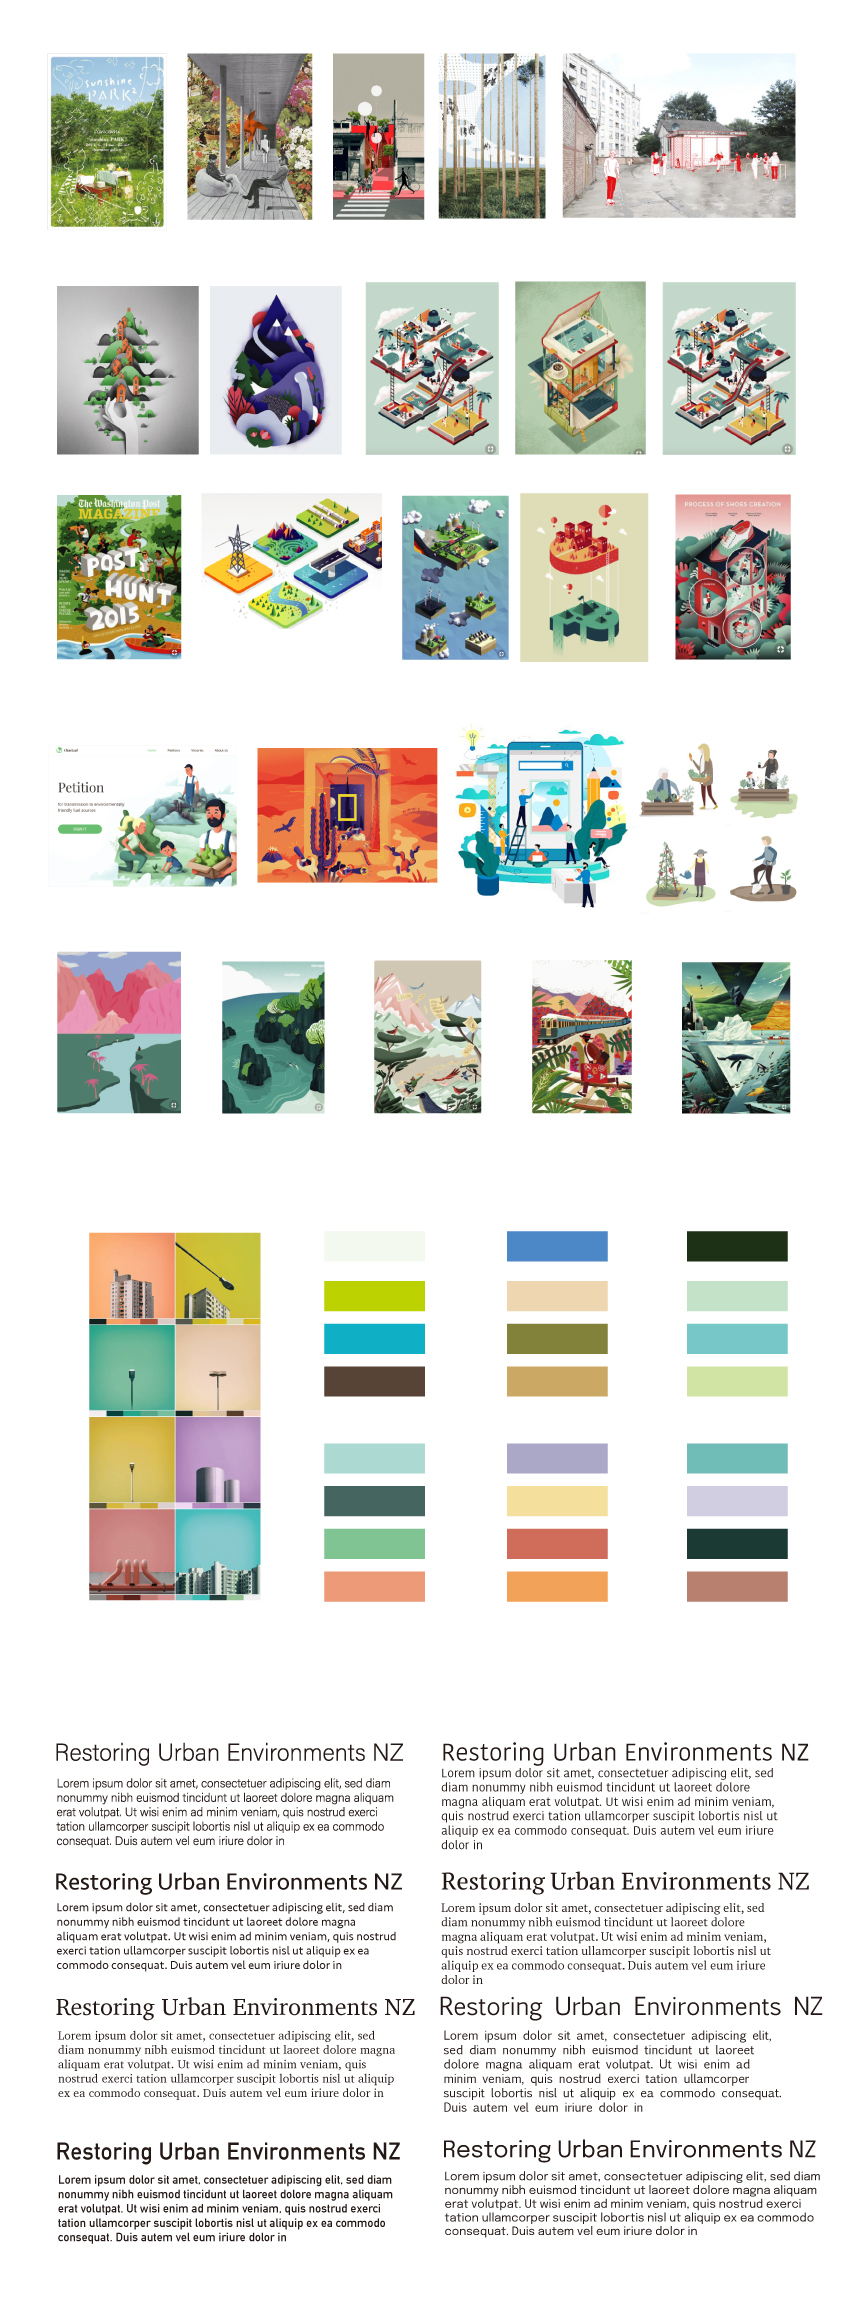 sunshine
PARK
The Washington Post
MAGAZINE
POST
HUNT
2015
PROCESS OF SHOES CREATION
Petition
for transmission to environmentally
friendly fuel sources
Restoring Urban Environments NZ
Lorem ipsum dolor sit amet, consectetuer adipiscing elit, sed diam
nonummy nibh euismod tincidunt ut laoreet dolore magna aliquam
erat volutpat. Ut wisi enim ad minim veniam, quis nostrud exerci
tation ullamcorper suscipit lobortis nisl ut aliquip ex ea commodo
consequat. Duis autem vel eum iriure dolor in
Restoring Urban Environments NZ
Lorem ipsum dolor sit amet, consectetuer adipiscing elit, sed
diam nonummy nibh euismod tincidunt ut laoreet dolore
magna aliquam erat volutpat. Ut wisi enim ad minim veniam,
quis nostrud exerci tation ullamcorper suscipit lobortis nisl ut
aliquip ex ea commodo consequat. Duis autem vel eum iriure
dolor in
Restoring Urban Environments NZ
Lorem ipsum dolor sit amet, consectetuer adipiscing elit, sed diam
nonummy nibh euismod tincidunt ut laoreet dolore magna
aliquam erat volutpat. Ut wisi enim ad minim veniam, quis nostrud
exerci tation ullamcorper suscipit lobortis nisl ut aliquip ex ea
commodo consequat. Duis autem vel eum iriure dolor in
Restoring Urban Environments NZ
Lorem ipsum dolor sit amet, consectetuer adipiscing elit, sed
diam nonummy nibh euismod tincidunt ut laoreet dolore
magna aliquam erat volutpat. Ut wisi enim ad minim veniam,
quis nostrud exerci tation ullamcorper suscipit lobortis nisl ut
aliquip ex ea commodo consequat. Duis autem vel eum iriure
dolor in
Restoring Urban Environments NZ
Lorem ipsum dolor sit amet, consectetuer adipiscing elit, sed
diam nonummy nibh euismod tincidunt ut laoreet dolore magna
aliquam erat volutpat. Ut wisi enim ad minim veniam, quis
nostrud exerci tation ullamcorper suscipit lobortis nisl ut aliquip
ex ea commodo consequat. Duis autem vel eum iriure dolor in
Restoring Urban Environments NZ
Lorem ipsum dolor sit amet, consectetuer adipiscing elit,
sed diam nonummy nibh euismod tincidunt ut laoreet
dolore magna aliquam erat volutpat. Ut wisi enim ad
minim veniam, quis nostrud exerci tation ullamcorper
suscipit lobortis nisl ut aliquip ex ea commodo consequat.
Duis autem vel eum iriure dolor in
Restoring Urban Environments NZ
Lorem ipsum dolor sit amet, consectetuer adipiscing elit, sed diam
nonummy nibh euismod tincidunt ut laoreet dolore magna aliquam
erat volutpat. Ut wisi enim ad minim veniam, quis nostrud exerci
tation ullamcorper suscipit lobortis nisl ut aliquip ex ea commodo
consequat. Duis autem vel eum iriure dolor in
Restoring Urban Environments NZ
Lorem ipsum dolor sit amet, consectetuer adipiscing elit, sed diam
nonummy nibh euismod tincidunt ut laoreet dolore magna aliquam
erat volutpat. Ut wisi enim ad minim veniam, quis nostrud exerci
tation ullamcorper suscipit lobortis nisl ut aliquip ex ea commodo
consequat. Duis autem vel eum iriure dolor in